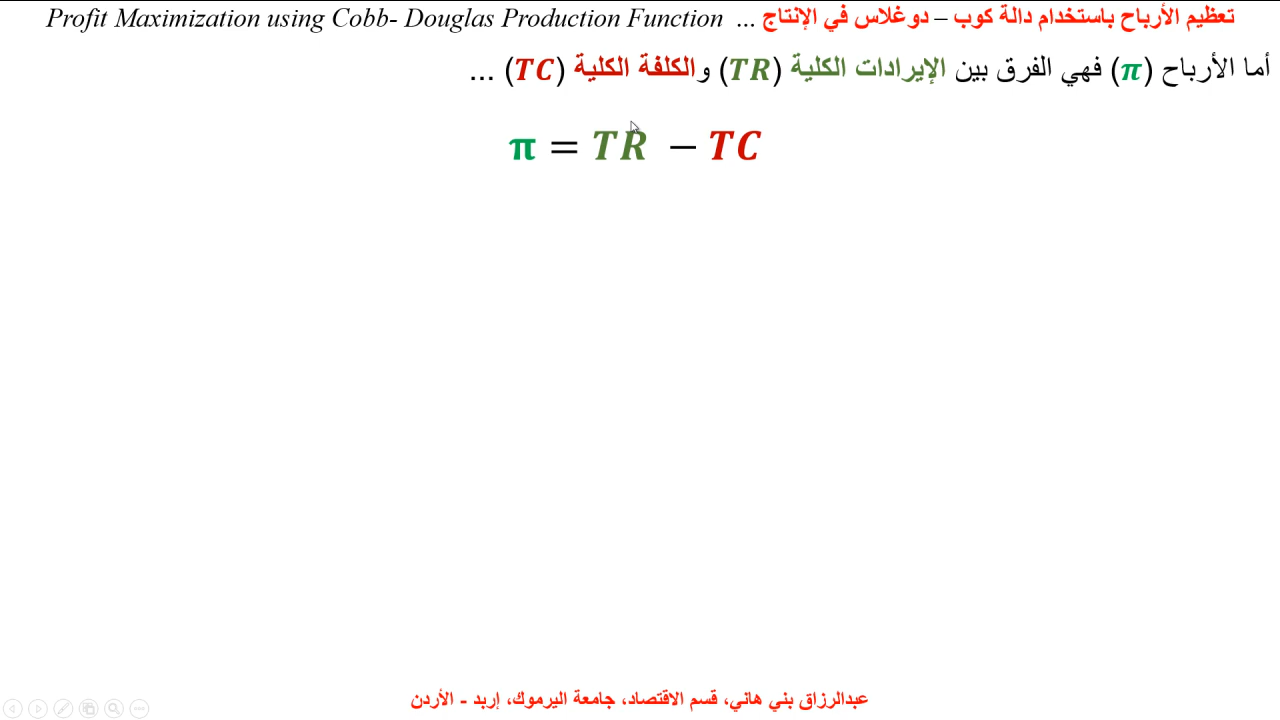 تعظيم الأرباح باستخدام دالة كوب – دوغلاس في الإنتاج ... Profit Maximization using Cobb- Douglas Production Function
أما الأرباح (π) فهي الفرق بين الإيرادات الكلية (TR) والكلفة الكلية (TC) ...
π = TR − TC
عبدالرزاق بني هاني، قسم الاقتصاد، جامعة اليرموك، إربد - الأردن